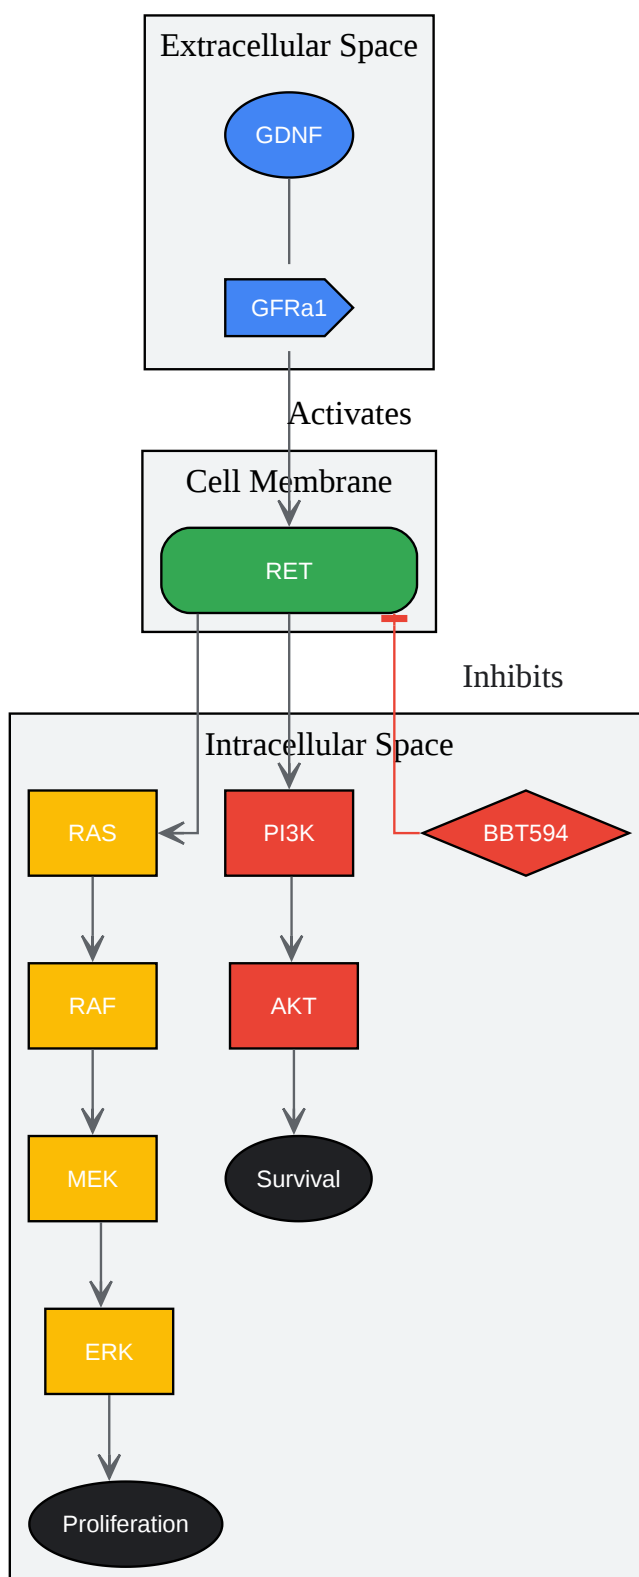 Extracellular Space
GDNF
GFRa1
Activates
Cell Membrane
RET
Inhibits
Intracellular Space
RAS
PI3K
BBT594
RAF
AKT
MEK
Survival
ERK
Proliferation